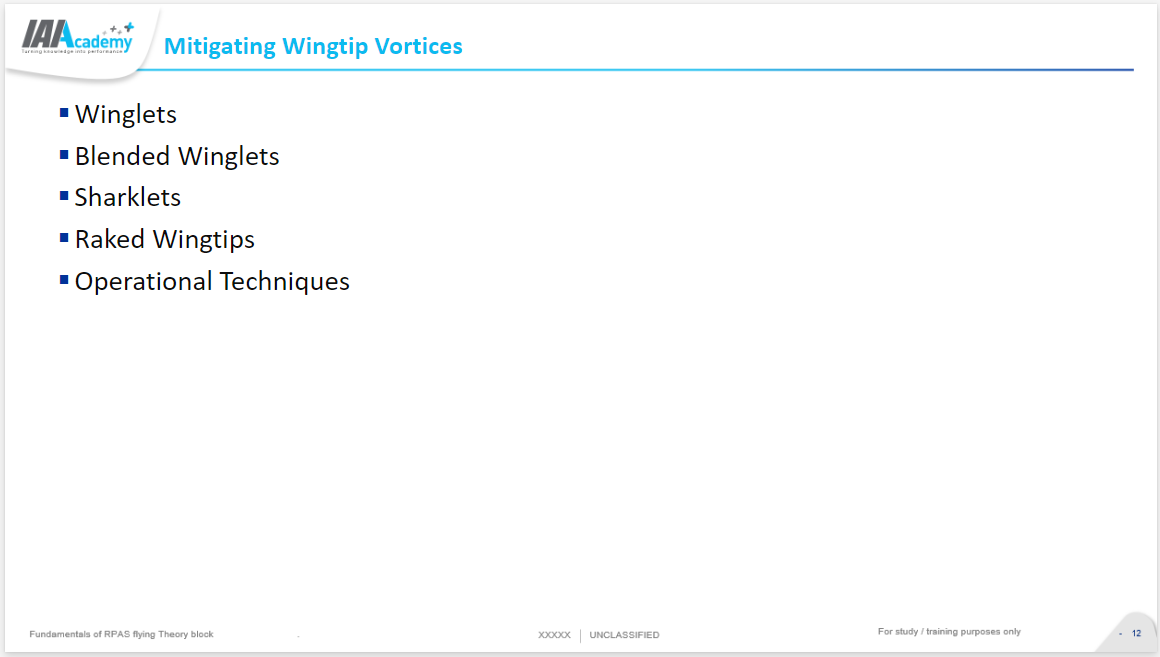 IAIAcademy
Turning knowledge into performance
Mitigating Wingtip Vortices
Winglets
Blended Winglets
Sharklets
Raked Wingtips
Operational Techniques
Fundamentals of RPAS flying Theory block
.
XXXXX | UNCLASSIFIED
For study / training purposes only
- 12